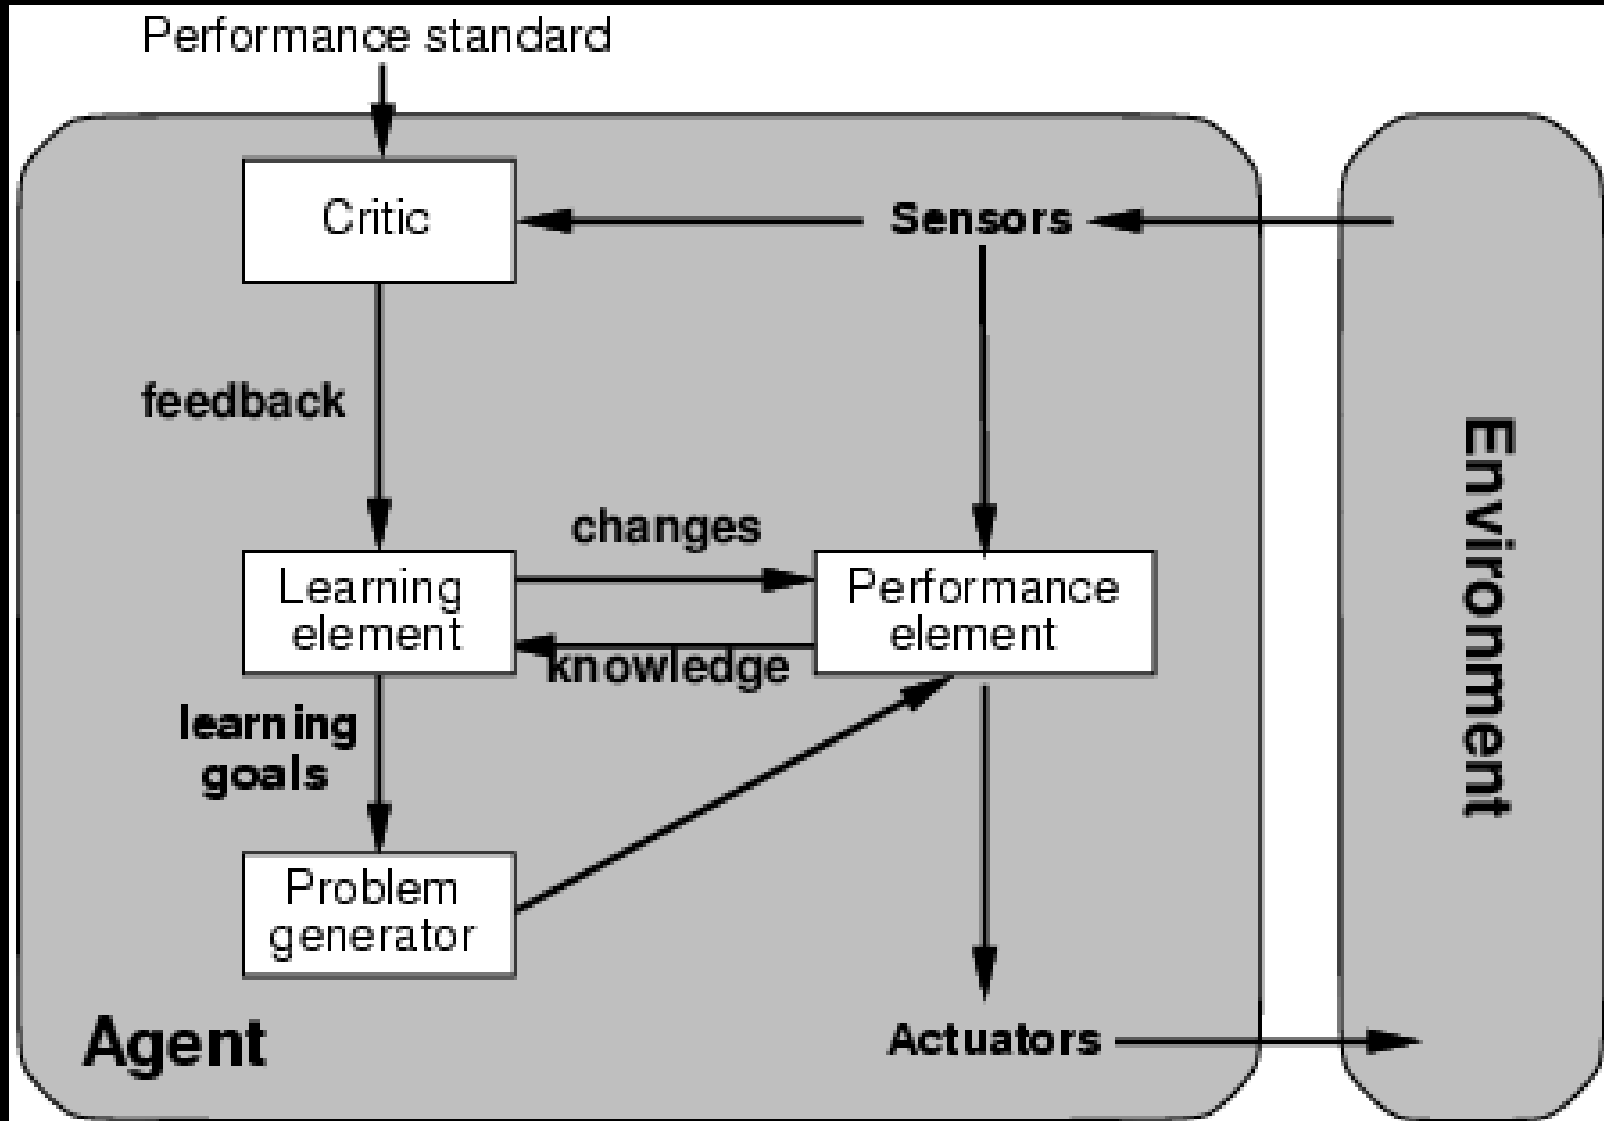 Performance standard
Critic
Sensors
feedback
changes
Learning
element
Performance
element
knowledge
learning
goals
Problem
generator
Agent
Actuators
Environment